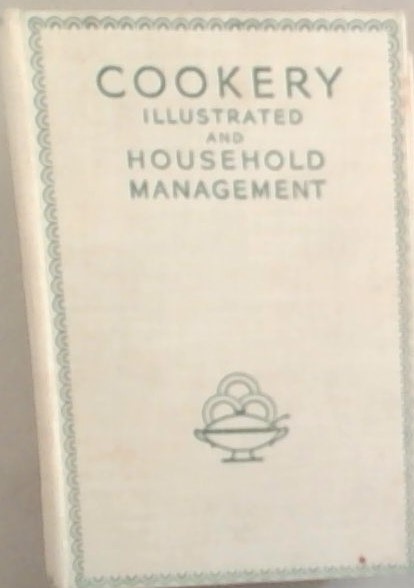 COOKERY
ILLUSTRATED
AND
HOUSEHOLD
MANAGEMENT